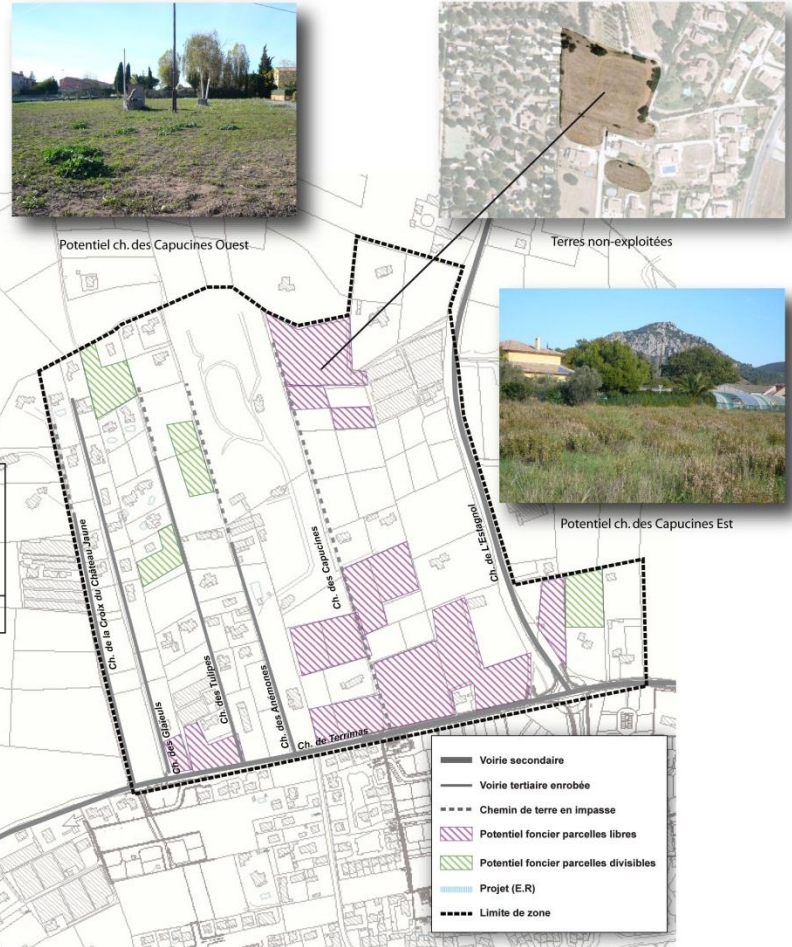 Potentiel ch. des Capucines Ouest
Terres non-exploitées
Potentiel ch. des Capucines Est
Ch. de la Croix du Château Jaune
Ch. des Glaïeuls
Ch. des Tulipes
Ch. des Anémones
Ch. des Capucines
Ch. de L'Estagnol
Ch. de Terrimas
Voirie secondaire
Voirie tertiaire enrobée
Chemin de terre en impasse
Potentiel foncier parcelles libres
Potentiel foncier parcelles divisibles
Projet (E.R)
Limite de zone